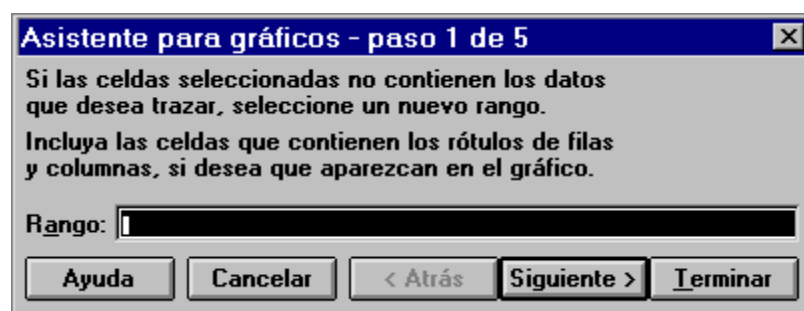 Asistente para gráficos - paso 1 de 5
Si las celdas seleccionadas no contienen los datos
que desea trazar, seleccione un nuevo rango.
Incluya las celdas que contienen los rótulos de filas
y columnas, si desea que aparezcan en el gráfico.
Rango:
Ayuda Cancelar < Atrás Siguiente > Terminar